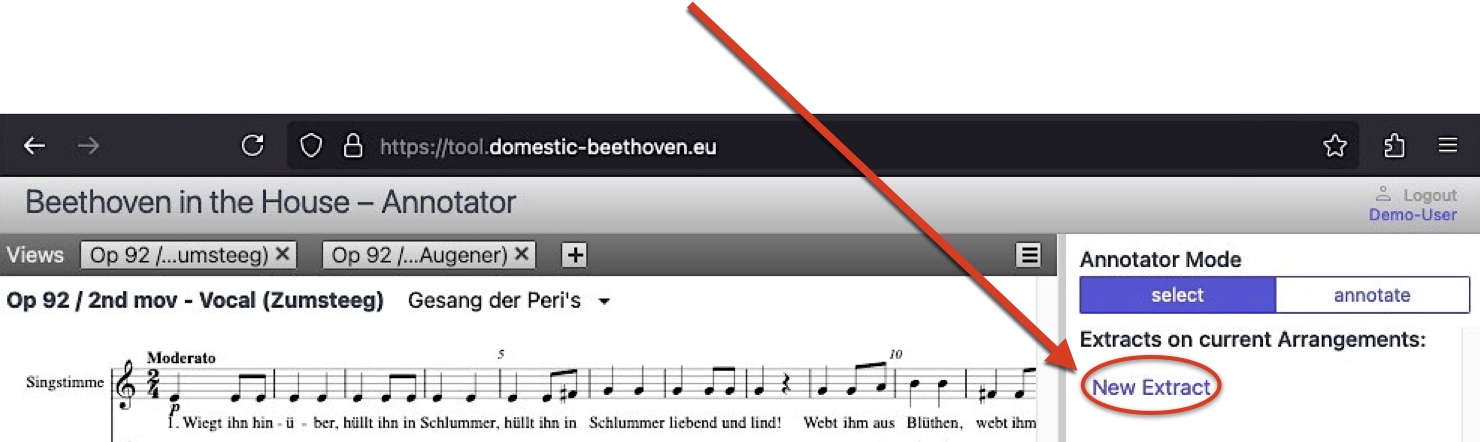 https://tool.domestic-beethoven.eu
Beethoven in the House – Annotator
Logout
Demo-User
Views Op 92 /...umsteeg) ✕ Op 92 /...Augener) ✕ +
Op 92 / 2nd mov - Vocal (Zumsteeg) Gesang der Peri's
Annotator Mode
select annotate
Extracts on current Arrangements:
New Extract
Moderato 5 10
Singstimme
p
1. Wiegt ihn hin - ü - ber, hüllt ihn in Schlummer, hüllt ihn in Schlummer liebend und lind! Webt ihm aus Blüthen, webt ihm